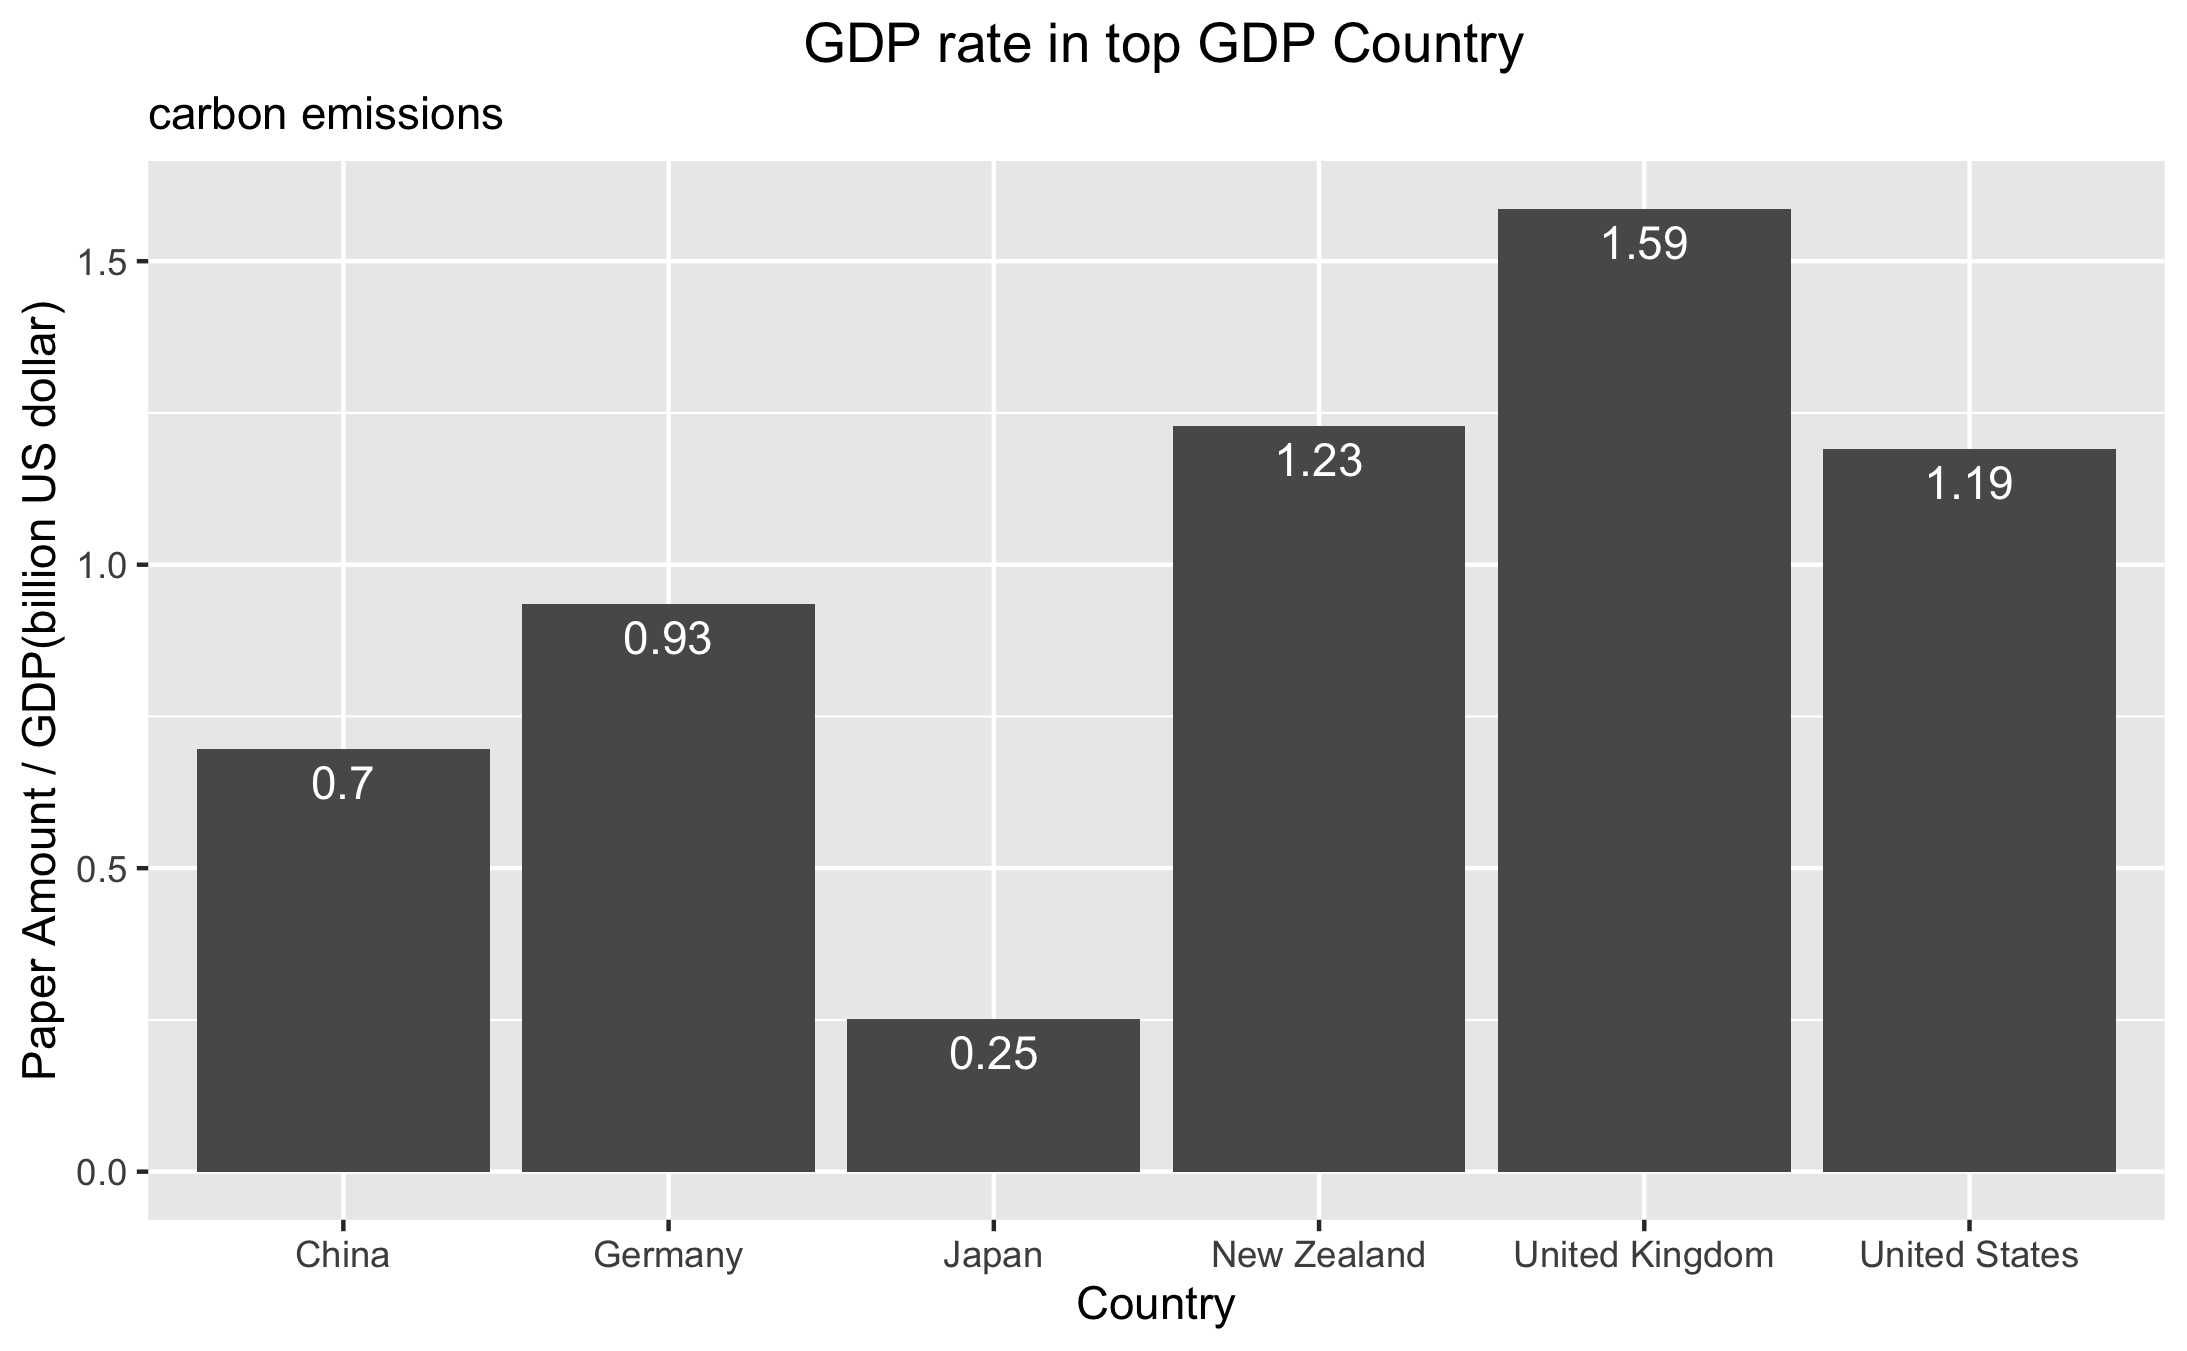 GDP rate in top GDP Country
carbon emissions
Paper Amount / GDP(billion US dollar)
1.5
1.0
0.5
0.0
0.7
0.93
0.25
1.23
1.59
1.19
China
Germany
Japan
New Zealand
United Kingdom
United States
Country